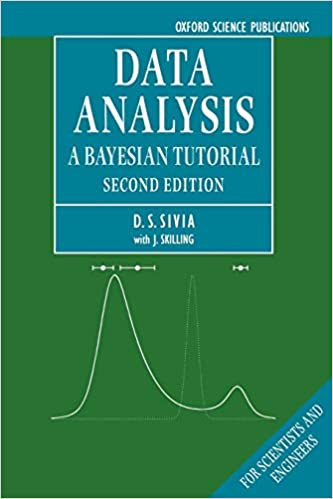 OXFORD SCIENCE PUBLICATIONS
DATA
ANALYSIS
A BAYESIAN TUTORIAL
SECOND EDITION
D. S. SIVIA
with J. SKILLING
FOR SCIENTISTS AND
ENGINEERS